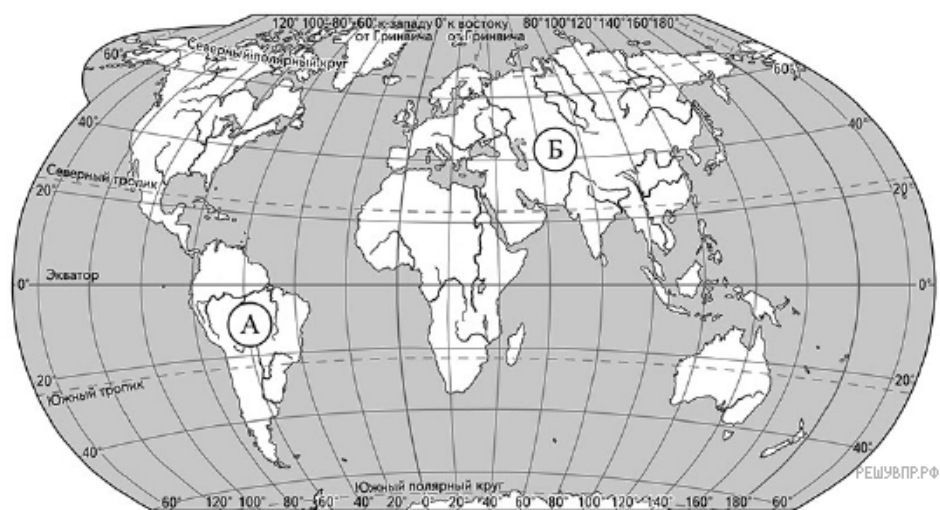 120° 100° 80° 60° к западу 0° к востоку 80° 100° 120° 140° 160° 180°
от Гринвича от Гринвича
Северный полярный круг
60° 60°
40° 40°
Б
Северный тропик
20° 20°
Экватор
0° 0°
А
20° 20°
Южный тропик
40° 40°
РЕШУВПР.РФ
Южный полярный круг
60° 120° 100° 80° 60° 40° 20° 0° 20° 40° 60° 80° 100° 120° 140° 160° 180° 60°